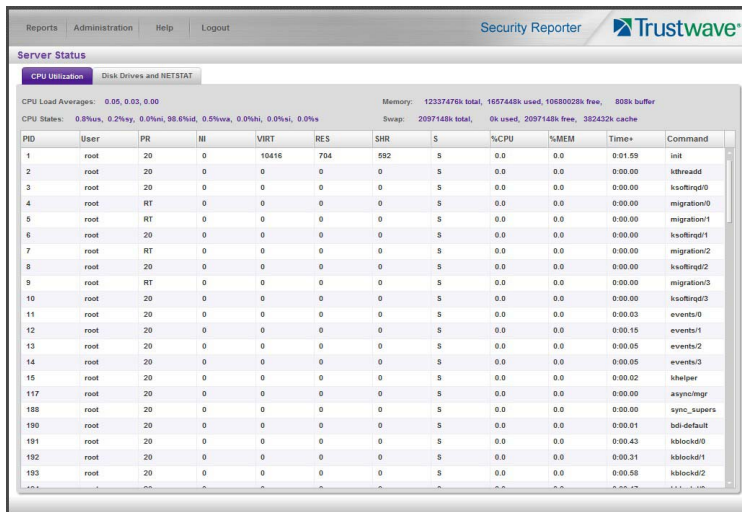 Reports Administration Help Logout Security Reporter Trustwave
Server Status
CPU Utilization Disk Drives and NETSTAT
CPU Load Averages: 0.05, 0.03, 0.00 Memory: 12337476k total, 1657448k used, 10680028k free, 808k buffer
CPU States: 0.8%us, 0.2%sy, 0.0%ni, 98.6%id, 0.5%wa, 0.0%hi, 0.0%si, 0.0%s Swap: 2097148k total, 0k used, 2097148k free, 382432k cache
PID User PR NI VIRT RES SHR S %CPU %MEM Time+ Command
1 root 20 0 10416 704 592 S 0.0 0.0 0:01.59 init
2 root 20 0 0 0 0 S 0.0 0.0 0:00.00 kthreadd
3 root 20 0 0 0 0 S 0.0 0.0 0:00.00 ksoftirqd/0
4 root RT 0 0 0 0 S 0.0 0.0 0:00.00 migration/0
5 root RT 0 0 0 0 S 0.0 0.0 0:00.00 migration/1
6 root 20 0 0 0 0 S 0.0 0.0 0:00.00 ksoftirqd/1
7 root RT 0 0 0 0 S 0.0 0.0 0:00.00 migration/2
8 root 20 0 0 0 0 S 0.0 0.0 0:00.00 ksoftirqd/2
9 root RT 0 0 0 0 S 0.0 0.0 0:00.00 migration/3
10 root 20 0 0 0 0 S 0.0 0.0 0:00.00 ksoftirqd/3
11 root 20 0 0 0 0 S 0.0 0.0 0:00.03 events/0
12 root 20 0 0 0 0 S 0.0 0.0 0:00.15 events/1
13 root 20 0 0 0 0 S 0.0 0.0 0:00.05 events/2
14 root 20 0 0 0 0 S 0.0 0.0 0:00.05 events/3
15 root 20 0 0 0 0 S 0.0 0.0 0:00.02 khelper
117 root 20 0 0 0 0 S 0.0 0.0 0:00.00 async/mgr
188 root 20 0 0 0 0 S 0.0 0.0 0:00.00 sync_supers
190 root 20 0 0 0 0 S 0.0 0.0 0:00.01 bdi-default
191 root 20 0 0 0 0 S 0.0 0.0 0:00.43 kblockd/0
192 root 20 0 0 0 0 S 0.0 0.0 0:00.31 kblockd/1
193 root 20 0 0 0 0 S 0.0 0.0 0:00.58 kblockd/2